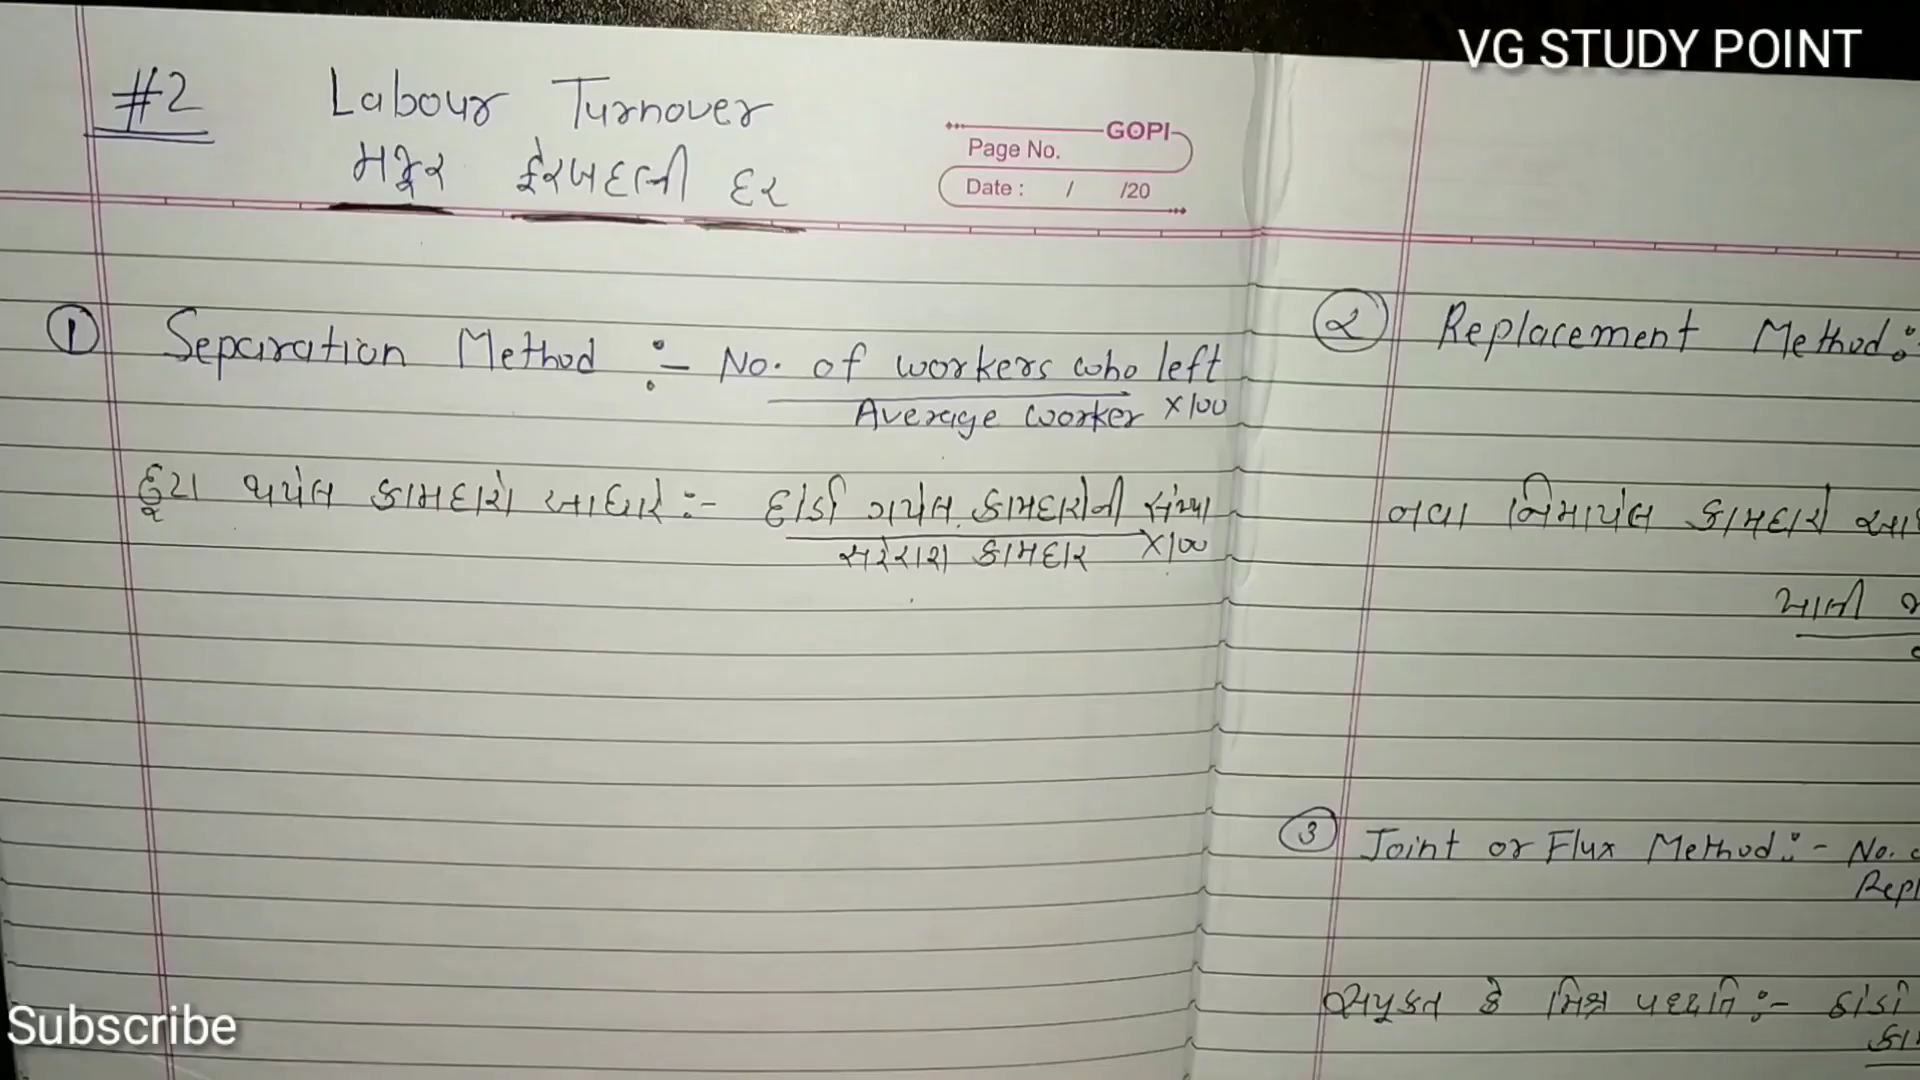 VG STUDY POINT
#2 Labour Turnover
મજૂર ફેરબદલી દર
GOPI
Page No.
Date : / /20
① Separation Method :- No. of workers who left
Average worker ×100
છૂટા થયેલ કામદારો આધારે :- છોડી ગયેલ કામદારોની સંખ્યા
સરેરાશ કામદાર ×100
② Replacement Method :
નવા નિમાયેલ કામદારો
ખાલી
③ Joint or Flux Method :- No.
Repl
સંયુક્ત કે મિશ્ર પદ્ધતિ :- છોડી
Subscribe